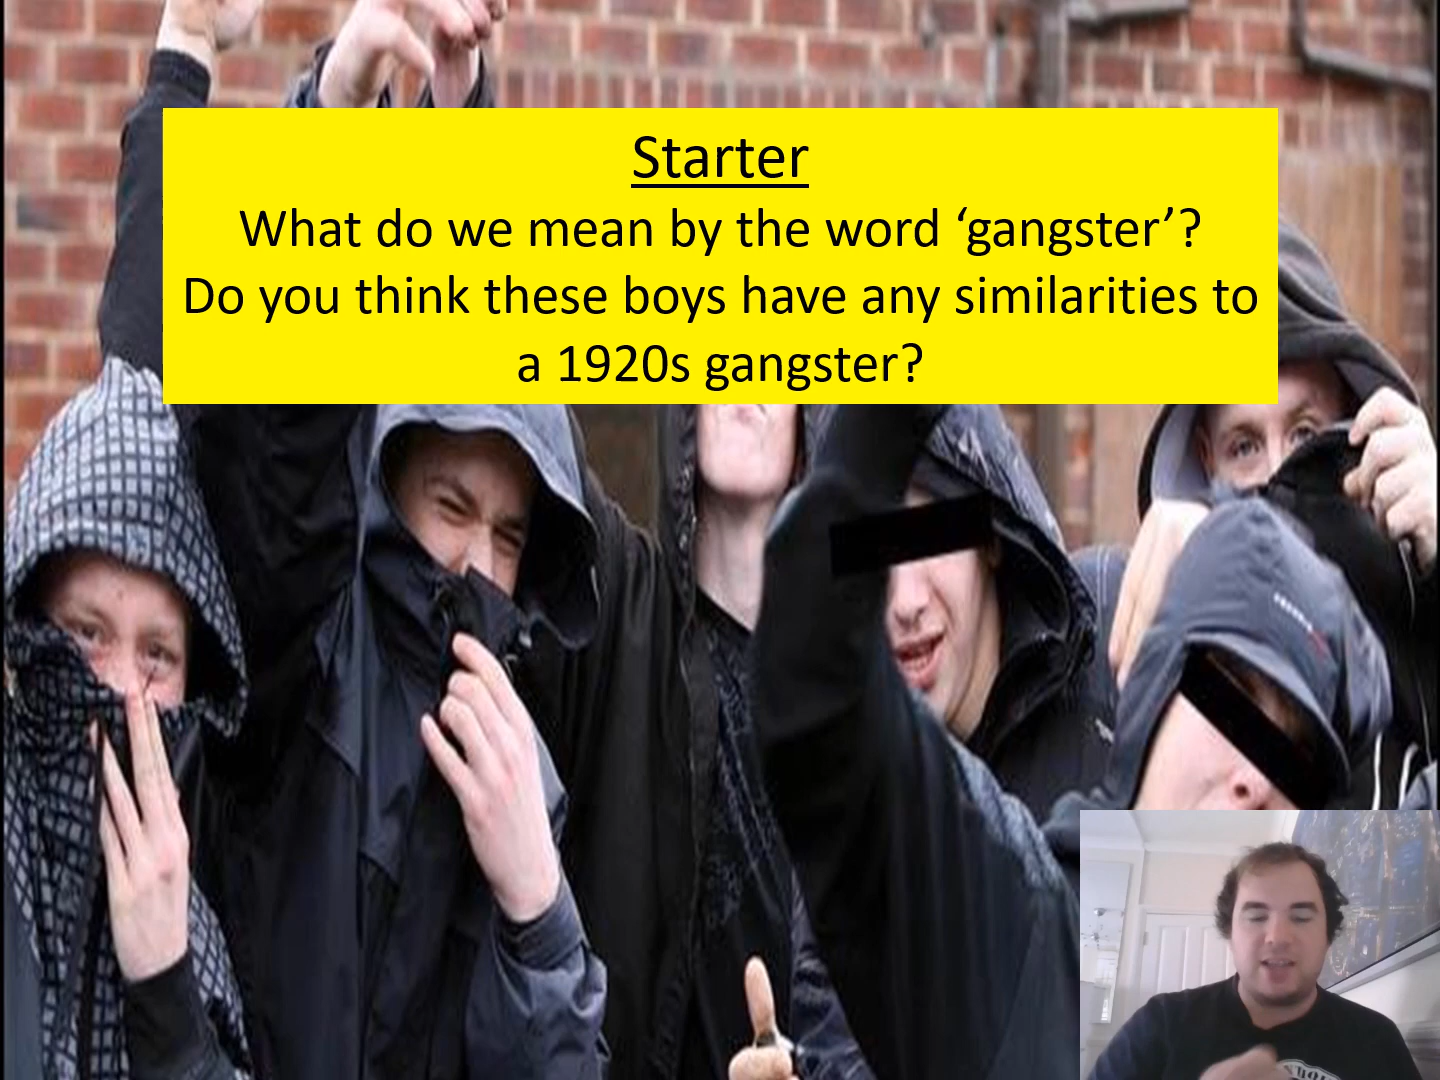 Starter
What do we mean by the word ‘gangster’?
Do you think these boys have any similarities to
a 1920s gangster?